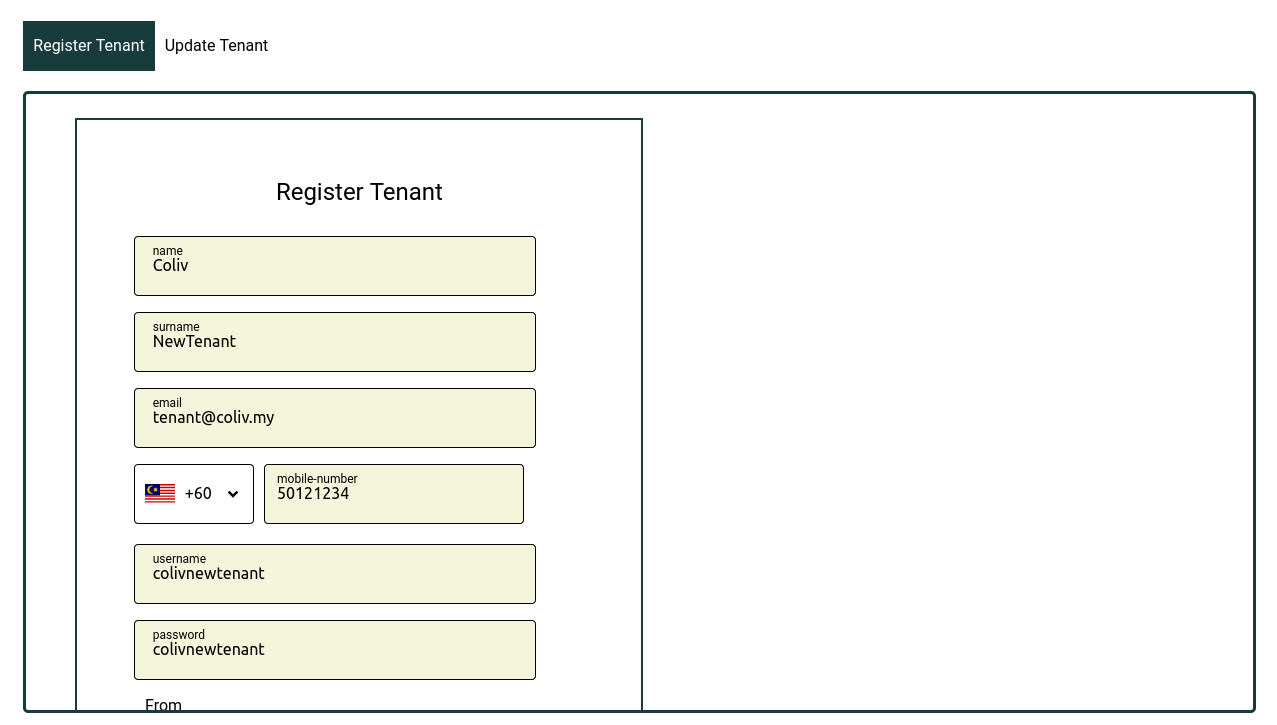 Register Tenant Update Tenant
Register Tenant
name
Coliv
surname
NewTenant
email
tenant@coliv.my
+60
mobile-number
50121234
username
colivnewtenant
password
colivnewtenant
From